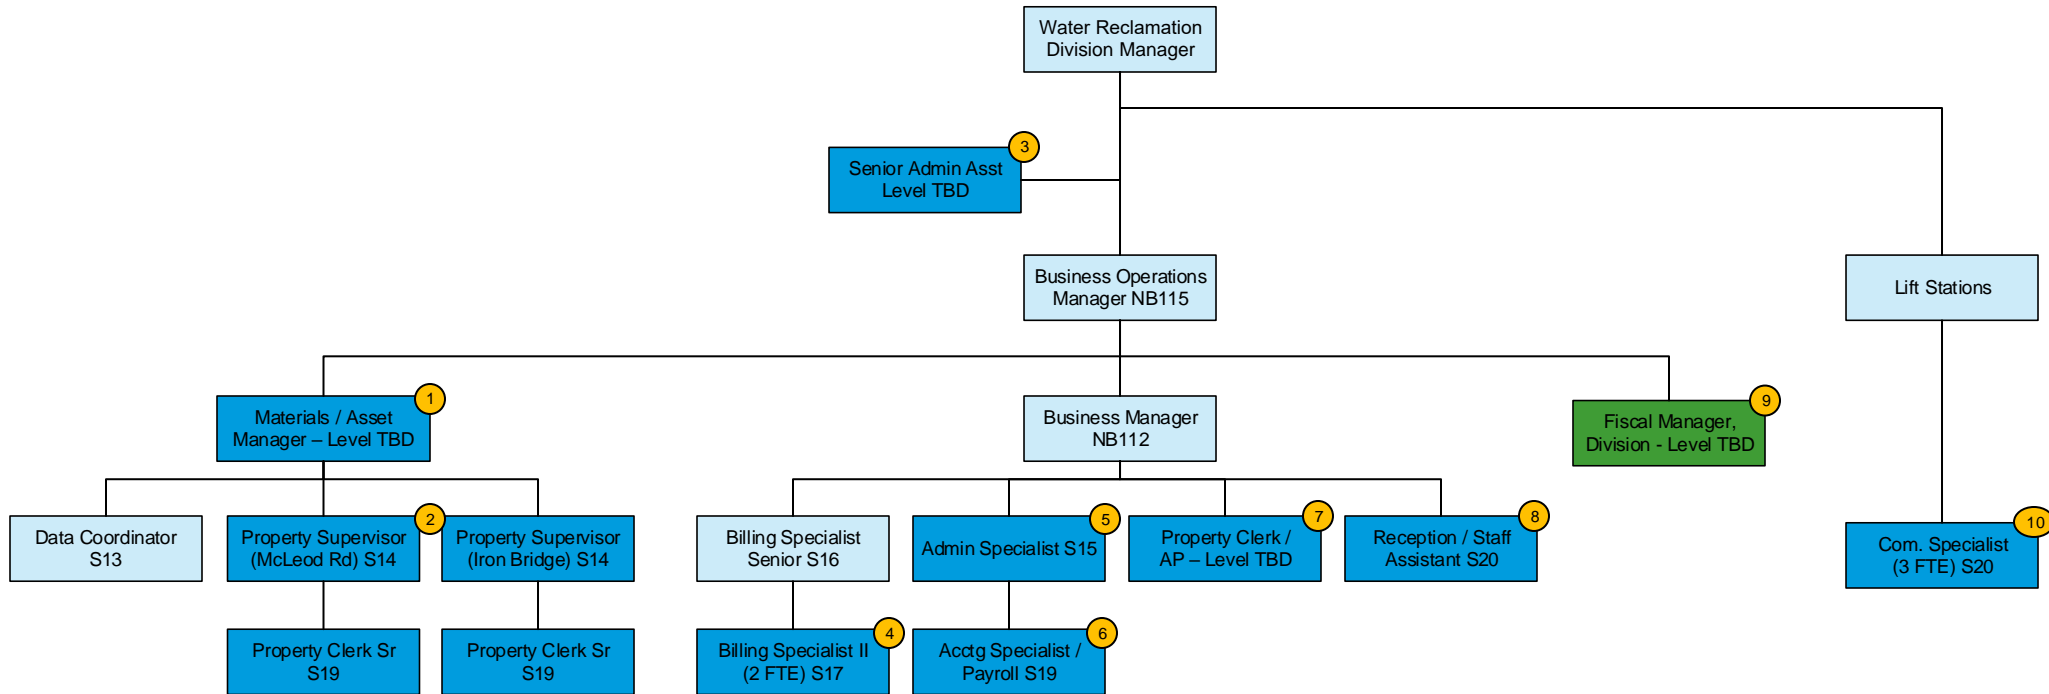 Water Reclamation
Division Manager
3
Senior Admin Asst
Level TBD
Business Operations
Manager NB115
Lift Stations
1
Materials / Asset
Manager – Level TBD
Business Manager
NB112
9
Fiscal Manager,
Division - Level TBD
Data Coordinator
S13
2
Property Supervisor
(McLeod Rd) S14
Property Supervisor
(Iron Bridge) S14
Billing Specialist
Senior S16
5
Admin Specialist S15
7
Property Clerk /
AP – Level TBD
8
Reception / Staff
Assistant S20
10
Com. Specialist
(3 FTE) S20
Property Clerk Sr
S19
Property Clerk Sr
S19
4
Billing Specialist II
(2 FTE) S17
6
Acctg Specialist /
Payroll S19